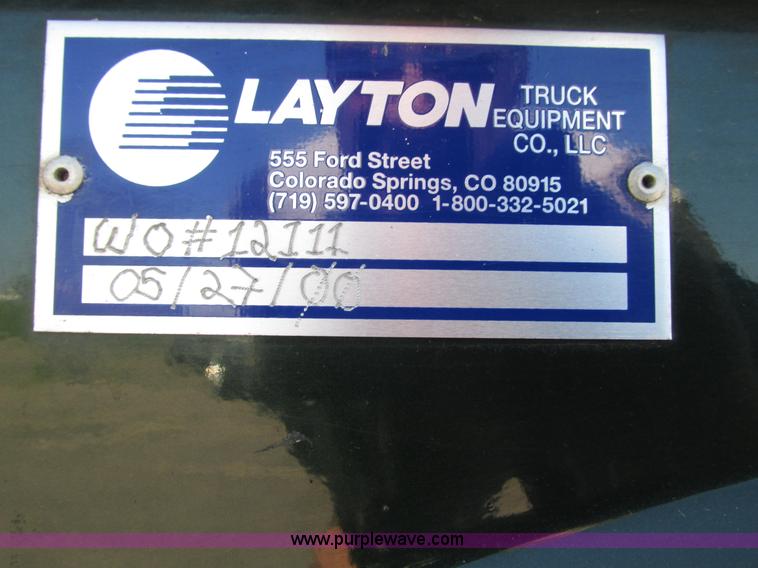 LAYTON TRUCK
EQUIPMENT
CO., LLC
555 Ford Street
Colorado Springs, CO 80915
(719) 597-0400 1-800-332-5021
WO#12111
05/27/00
www.purplewave.com